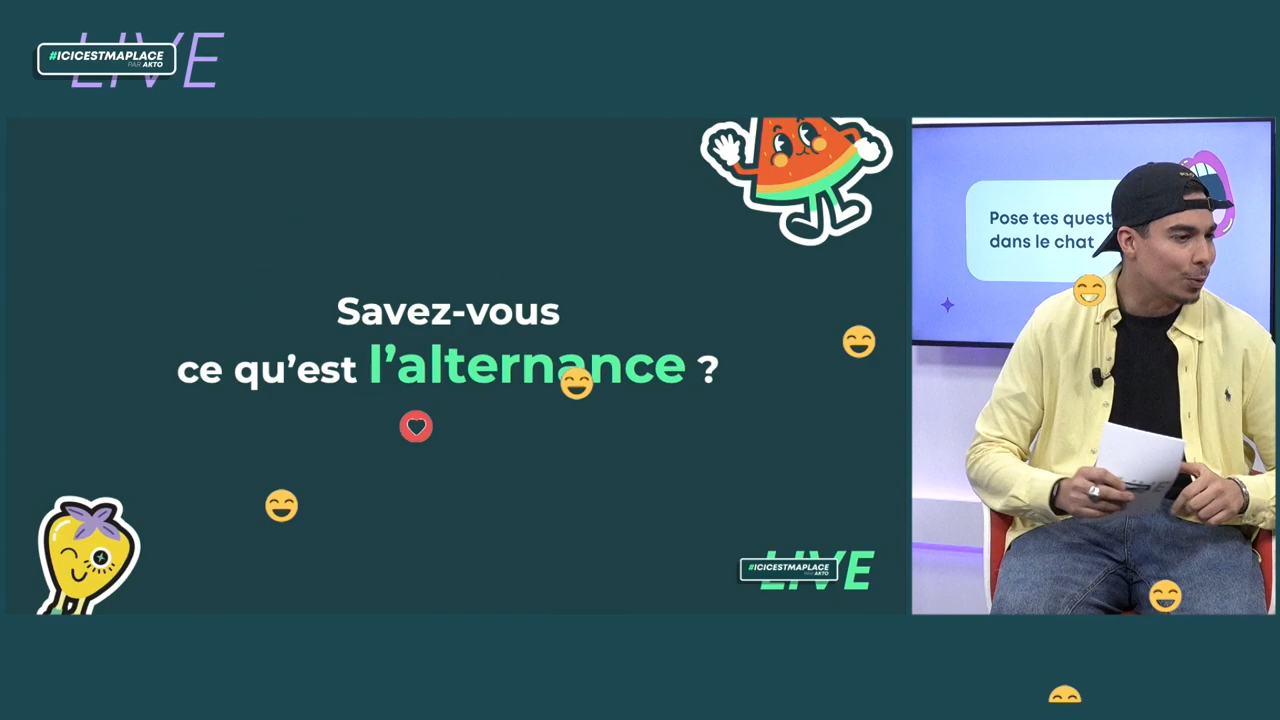 LIVE
#ICICESTMAPLACE
PAR AKTO
Savez-vous
ce qu'est l'alternance ?
Pose tes quest
dans le chat
LIVE
#ICICESTMAPLACE
PAR AKTO